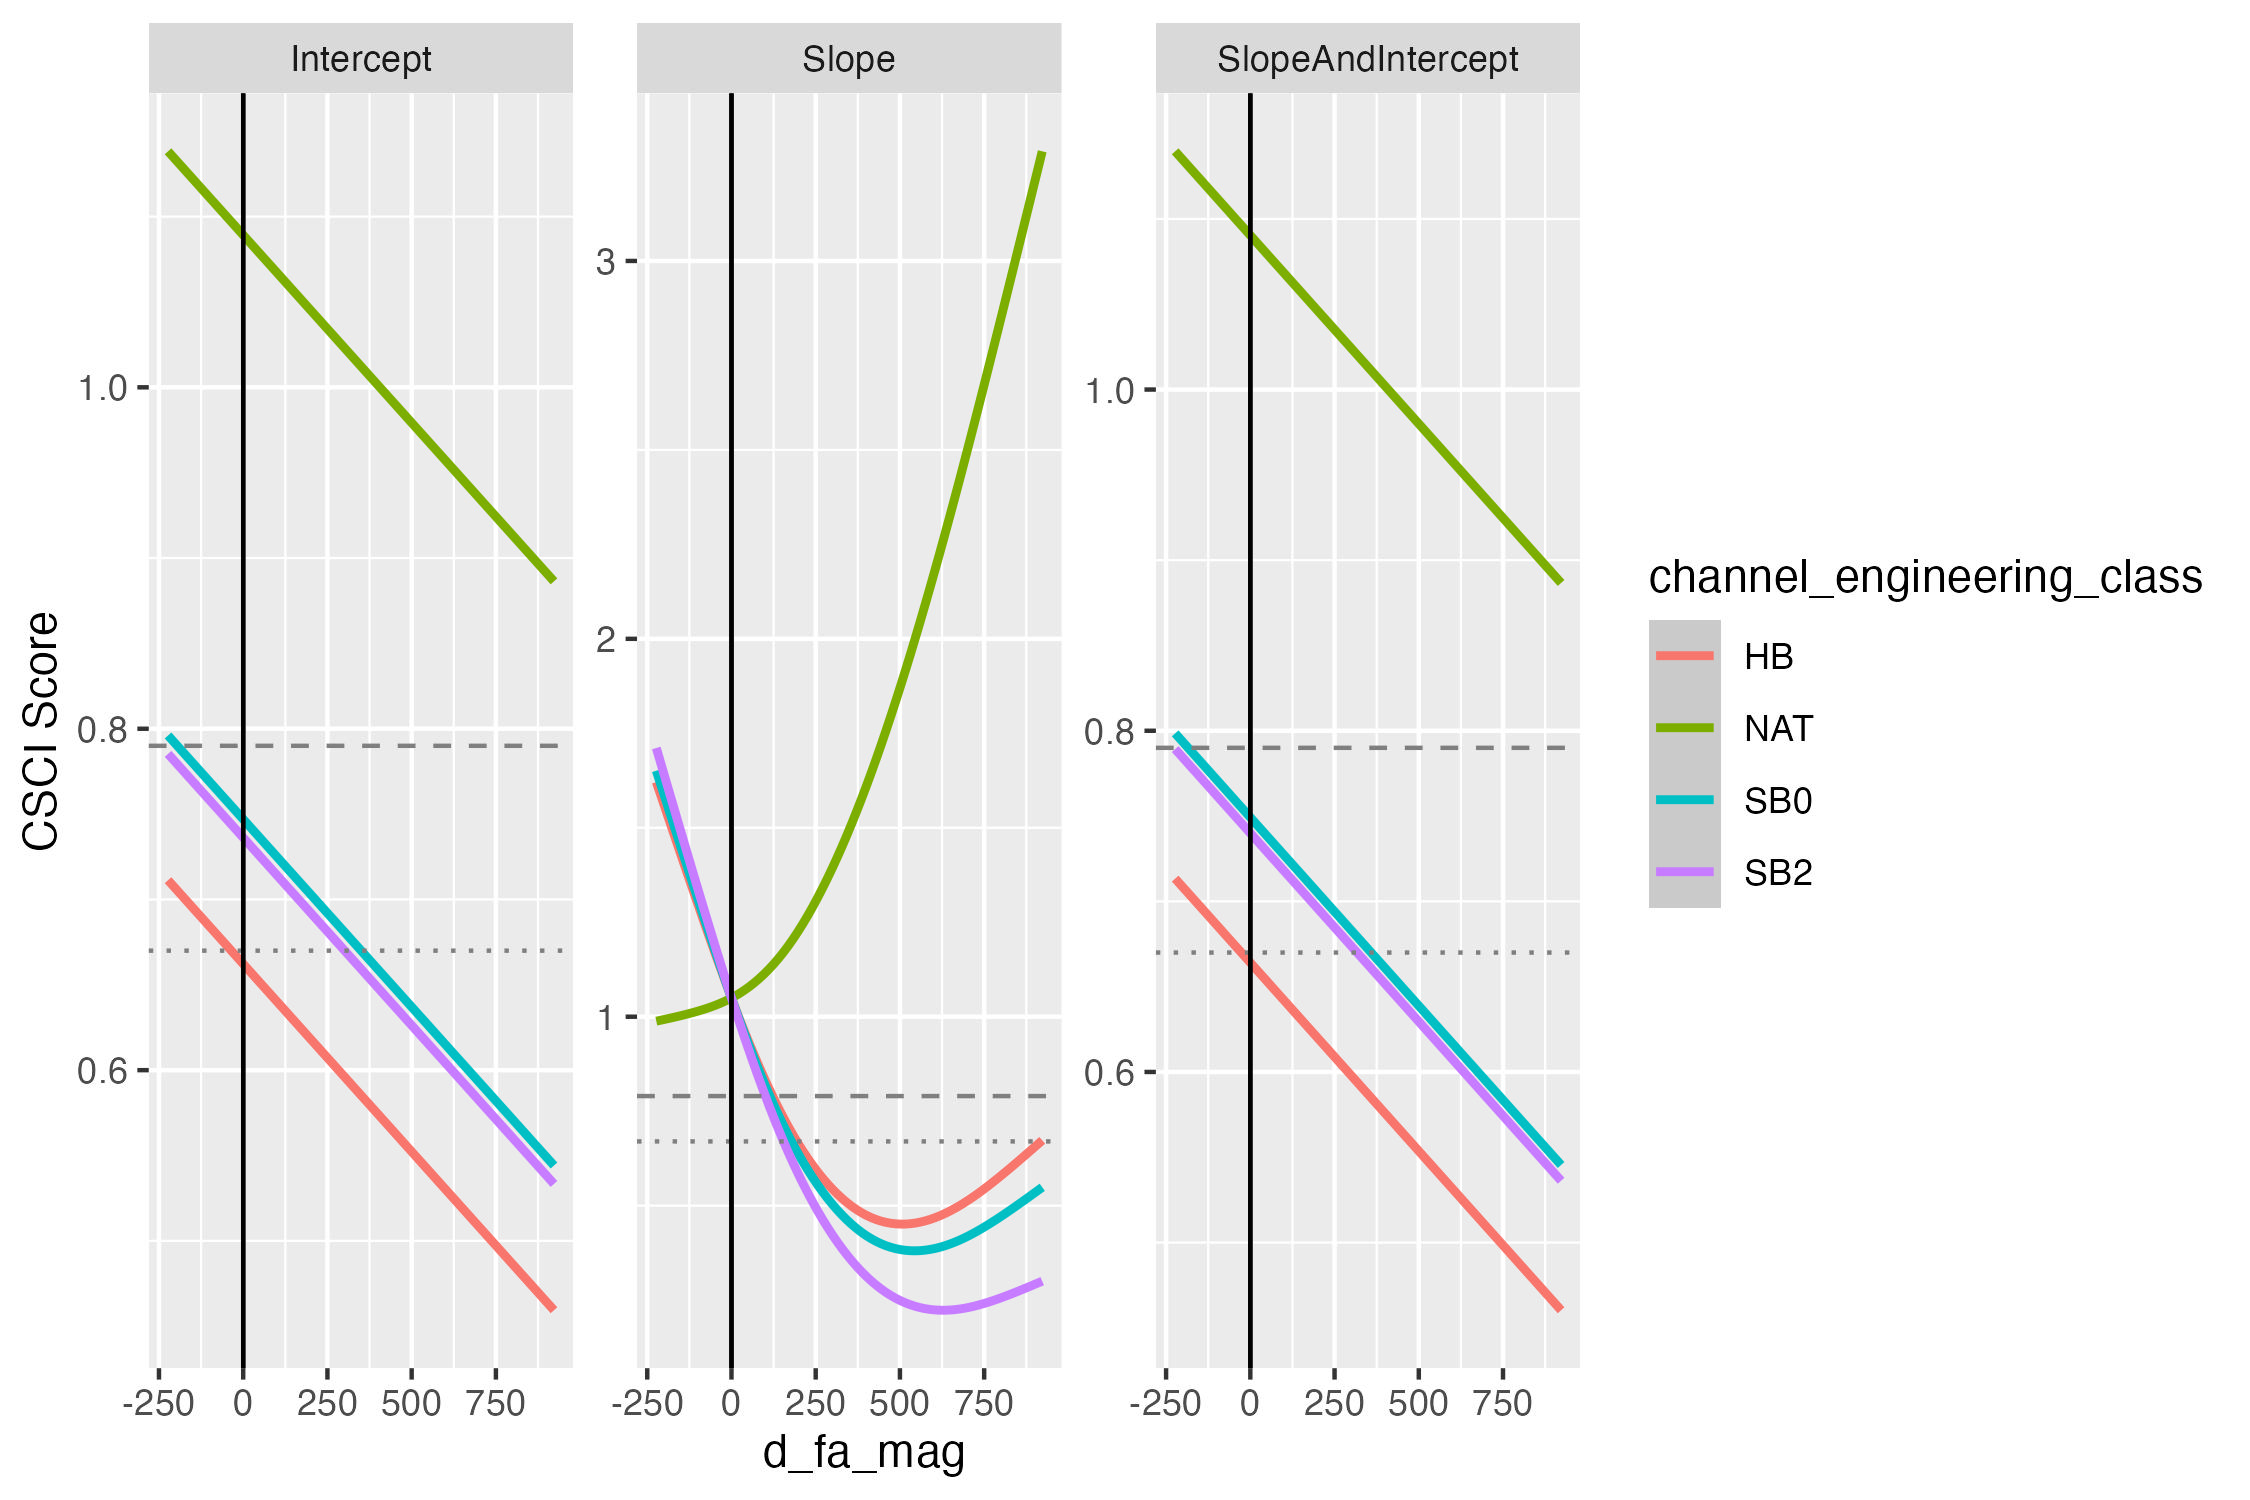 Intercept
Slope
SlopeAndIntercept
CSCI Score
1.0
0.8
0.6
3
2
1
1.0
0.8
0.6
-250 0 250 500 750
-250 0 250 500 750
-250 0 250 500 750
d_fa_mag
channel_engineering_class
HB
NAT
SB0
SB2